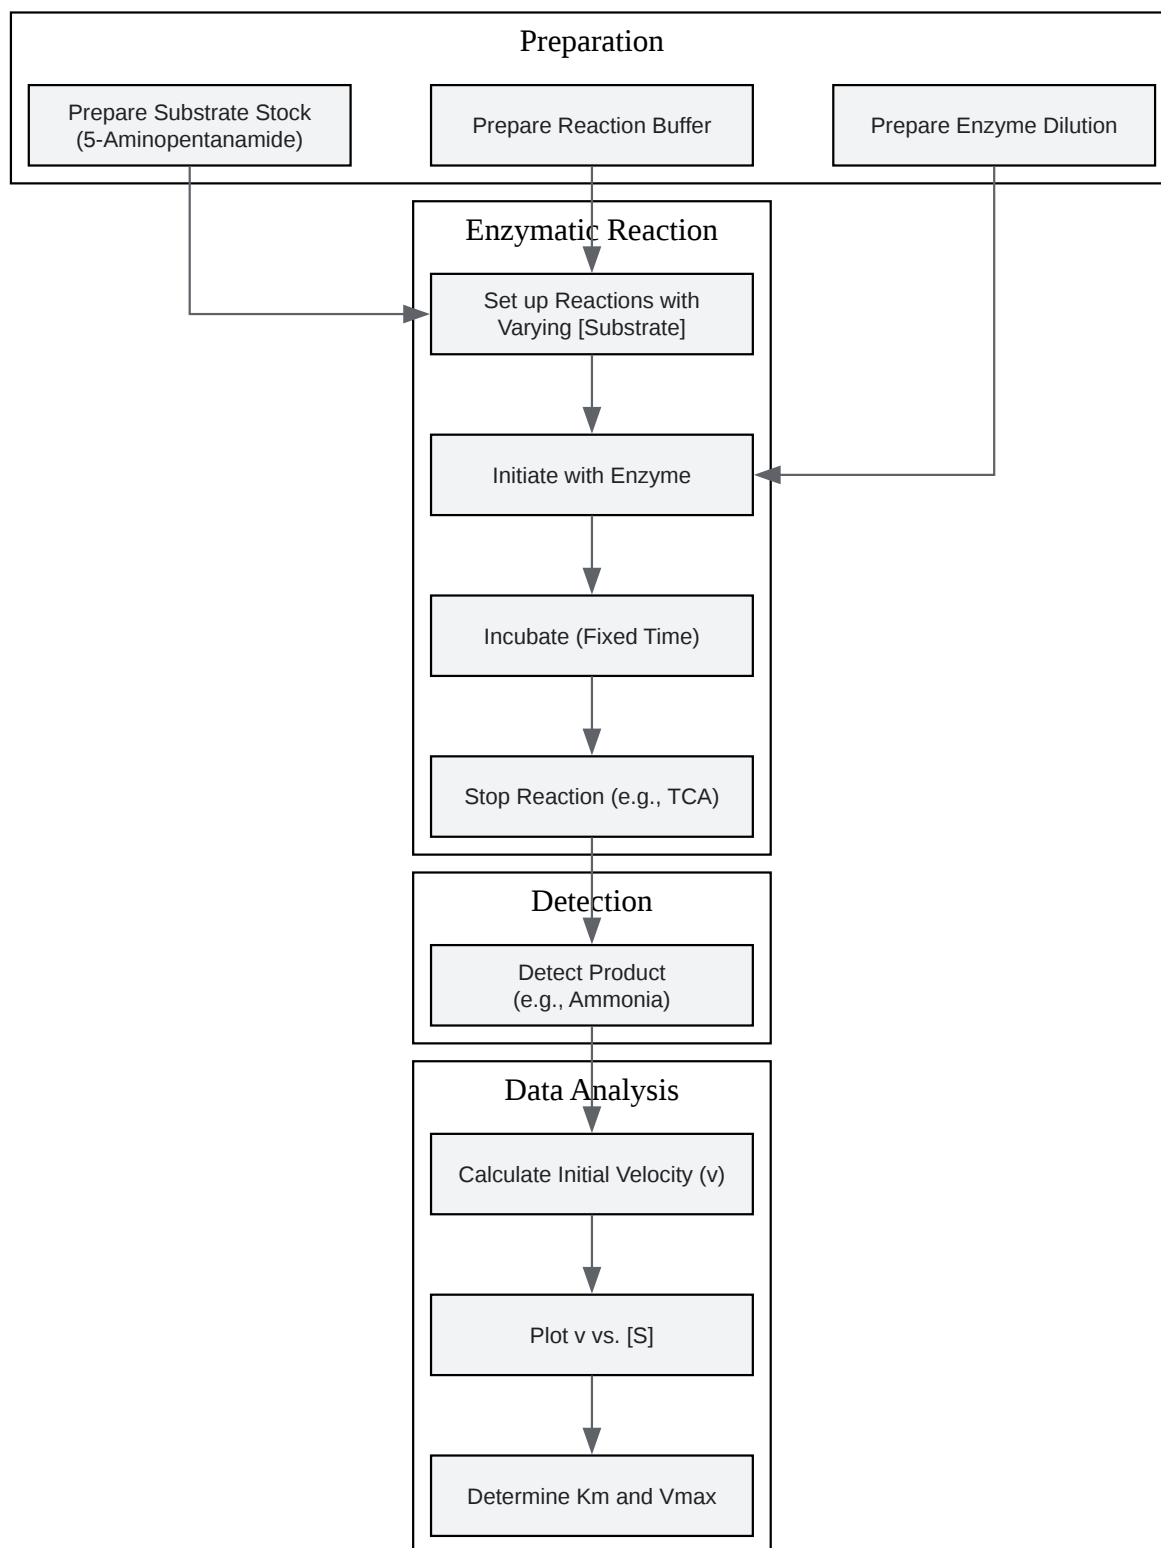 Preparation
Prepare Substrate Stock
(5-Aminopentanamide)
Prepare Reaction Buffer
Prepare Enzyme Dilution
Enzymatic Reaction
Set up Reactions with
Varying [Substrate]
Initiate with Enzyme
Incubate (Fixed Time)
Stop Reaction (e.g., TCA)
Detection
Detect Product
(e.g., Ammonia)
Data Analysis
Calculate Initial Velocity (v)
Plot v vs. [S]
Determine Km and Vmax